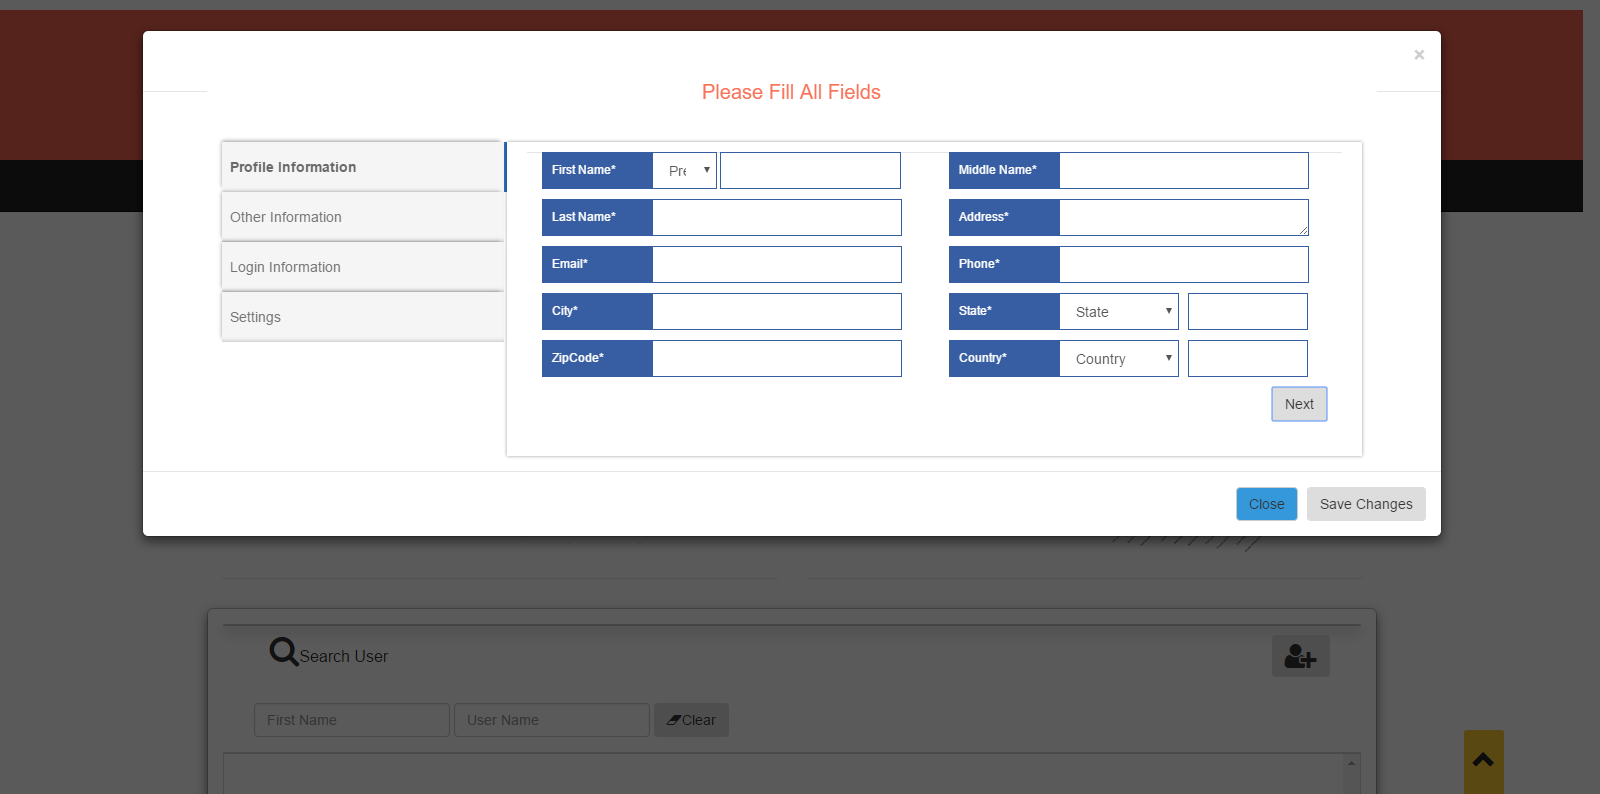 ×
Please Fill All Fields
Profile Information
Other Information
Login Information
Settings
First Name*
Pre
Middle Name*
Last Name*
Address*
Email*
Phone*
City*
State*
State
ZipCode*
Country*
Country
Next
Close
Save Changes
Search User
First Name
User Name
Clear